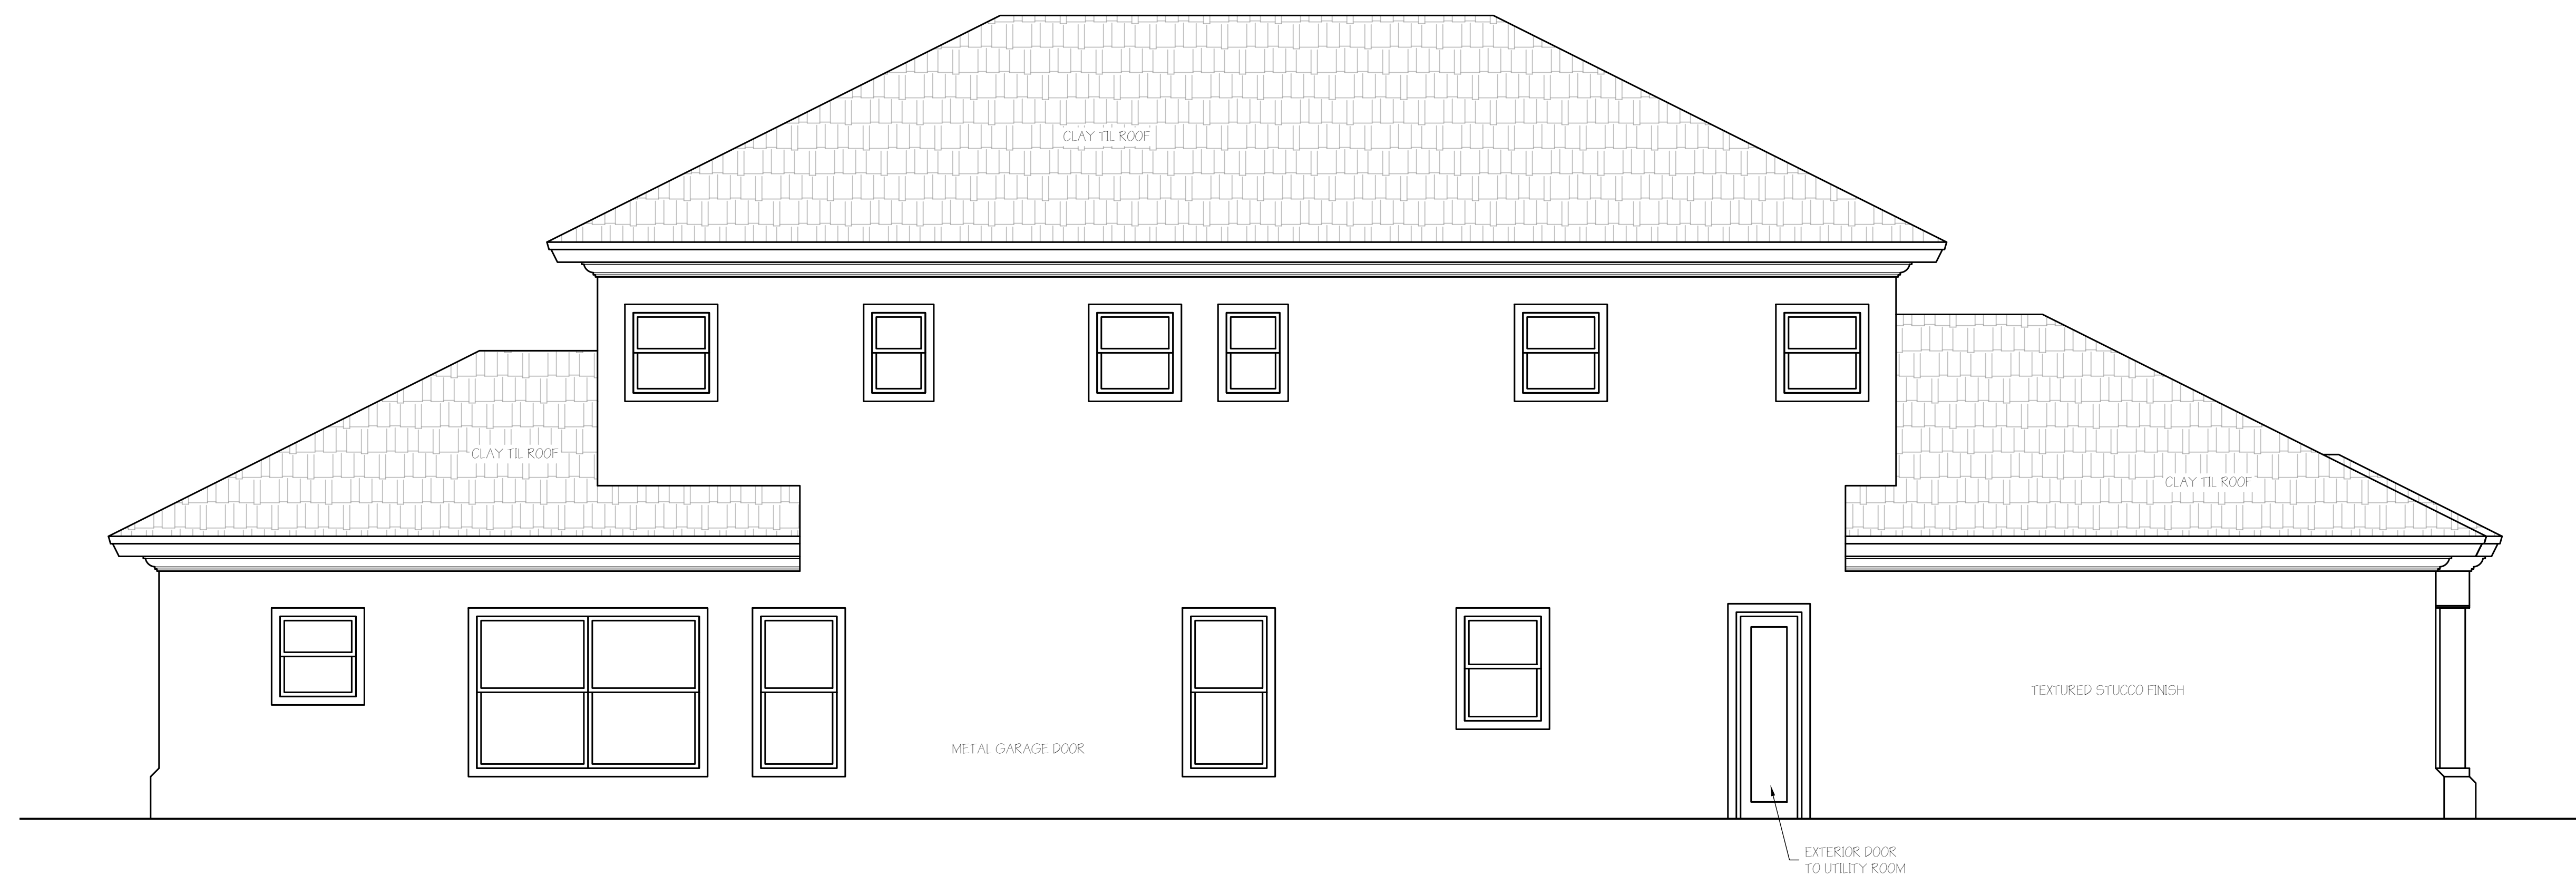 CLAY TIL ROOF
CLAY TIL ROOF
CLAY TIL ROOF
TEXTURED STUCCO FINISH
METAL GARAGE DOOR
EXTERIOR DOOR
TO UTILITY ROOM